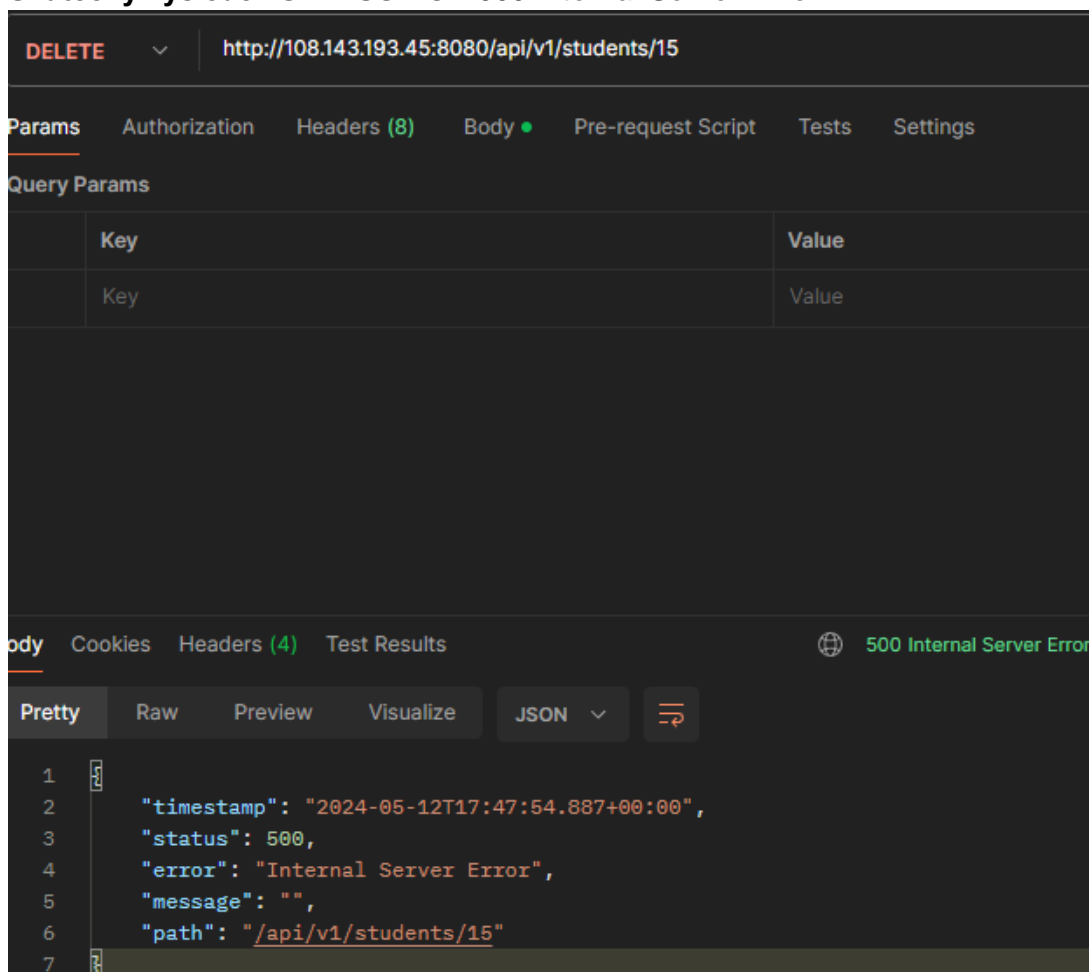 DELETE http://108.143.193.45:8080/api/v1/students/15
Params Authorization Headers (8) Body Pre-request Script Tests Settings
Query Params
Key Value
Key Value
ody Cookies Headers (4) Test Results 500 Internal Server Error
Pretty Raw Preview Visualize JSON
1 {
2 "timestamp": "2024-05-12T17:47:54.887+00:00",
3 "status": 500,
4 "error": "Internal Server Error",
5 "message": "",
6 "path": "/api/v1/students/15"
7 }